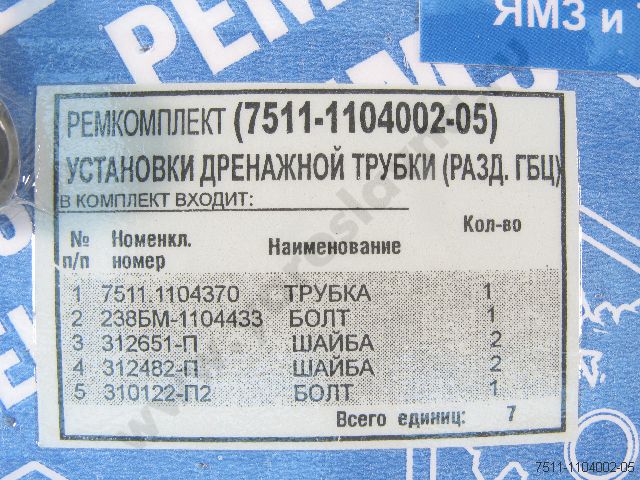 РЕМ
ЯМЗ и
РЕМКОМПЛЕКТ (7511-1104002-05)
УСТАНОВКИ ДРЕНАЖНОЙ ТРУБКИ (РАЗД. ГБЦ)
В КОМПЛЕКТ ВХОДИТ:
№ п/п Номенкл. номер Наименование Кол-во
1 7511.1104370 ТРУБКА 1
2 238БМ-1104433 БОЛТ 1
3 312651-П ШАЙБА 2
4 312482-П ШАЙБА 2
5 310122-П2 БОЛТ 1
Всего единиц: 7
7511-1104002-05